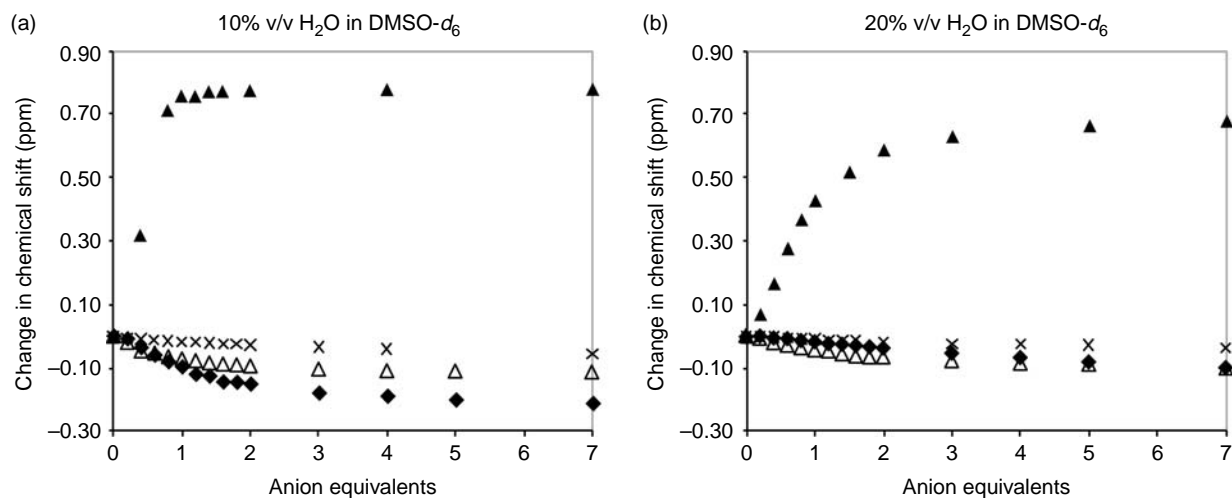 (a)
10% v/v H₂O in DMSO-d₆
0.90
0.70
0.50
0.30
0.10
–0.10
–0.30
Change in chemical shift (ppm)
0 1 2 3 4 5 6 7
Anion equivalents
(b)
20% v/v H₂O in DMSO-d₆
0.90
0.70
0.50
0.30
0.10
–0.10
–0.30
Change in chemical shift (ppm)
0 1 2 3 4 5 6 7
Anion equivalents